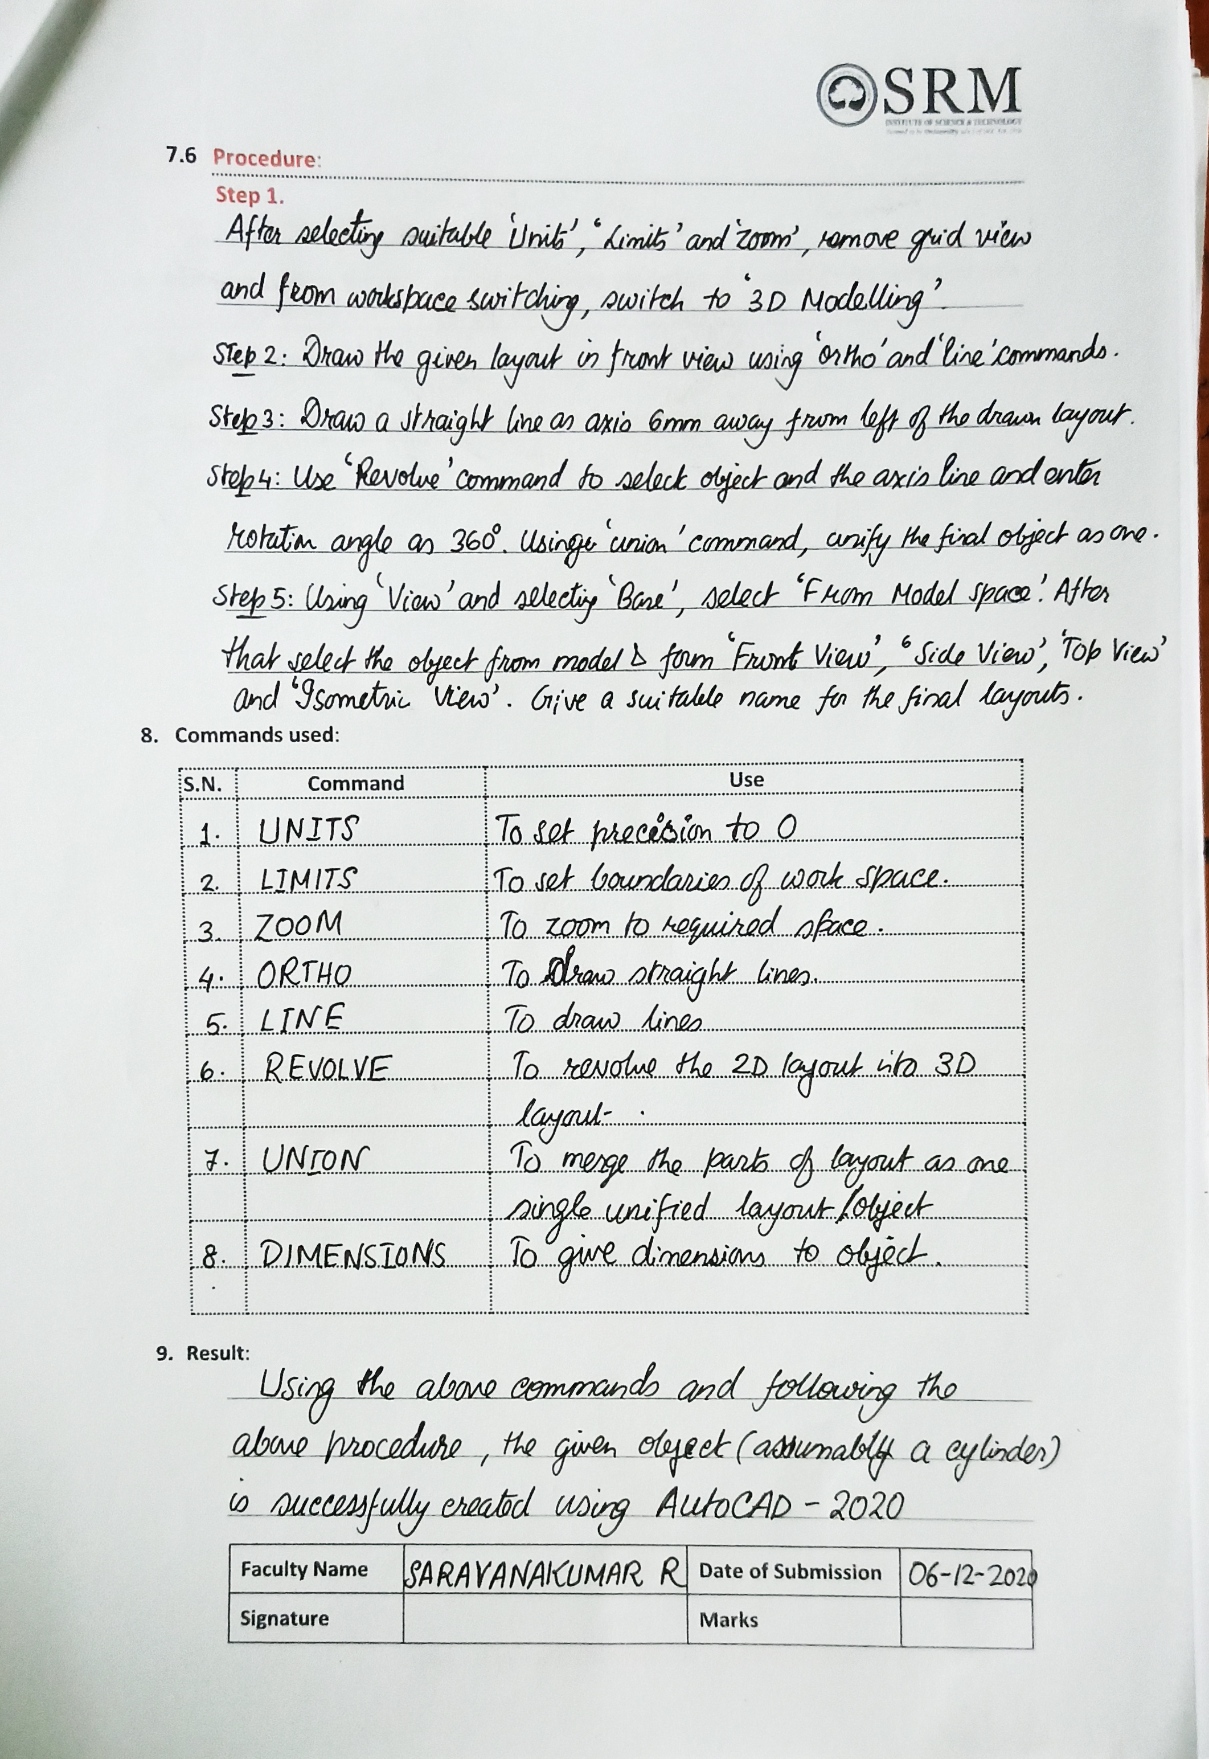 SRM
INSTITUTE OF SCIENCE & TECHNOLOGY
7.6 Procedure:
Step 1.
After selecting suitable 'Units', 'Limits' and 'zoom', remove grid view
and from workspace switching, switch to '3D Modelling'.
Step 2: Draw the given layout in front view using 'ortho' and 'line' commands.
Step 3: Draw a straight line as axis 6mm away from left of the drawn layout.
Step 4: Use 'Revolve' command to select object and the axis line and enter
rotation angle as 360°. Using 'union' command, unify the final object as one.
Step 5: Using 'View' and selecting 'Base', select 'From Model space'. After
that select the object from model & form 'Front View', 'Side View', 'Top View'
and 'Isometric View'. Give a suitable name for the final layouts.
8. Commands used:
S.N. Command Use
1. UNITS To set precision to 0
2. LIMITS To set boundaries of work space.
3. ZOOM To zoom to required space.
4. ORTHO To Draw straight lines.
5. LINE To draw lines
6. REVOLVE To revolve the 2D layout into 3D
layout.
7. UNION To merge the parts of layout as one
single unified layout/object
8. DIMENSIONS To give dimensions to object.
9. Result:
Using the above commands and following the
above procedure, the given object (assumably a cylinder)
is successfully created using AutoCAD - 2020
Faculty Name SARAVANAKUMAR R Date of Submission 06-12-2020
Signature Marks